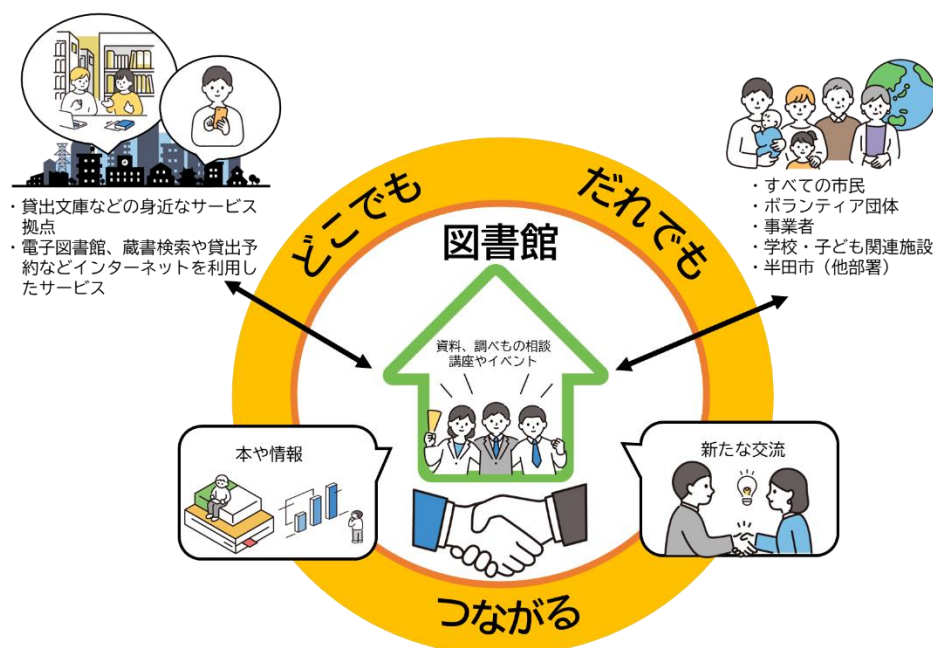 どこでも
だれでも
図書館
資料、調べもの相談
講座やイベント
・貸出文庫などの身近なサービス
拠点
・電子図書館、蔵書検索や貸出予
約などインターネットを利用し
たサービス
・すべての市民
・ボランティア団体
・事業者
・学校・子ども関連施設
・半田市（他部署）
本や情報
新たな交流
つながる